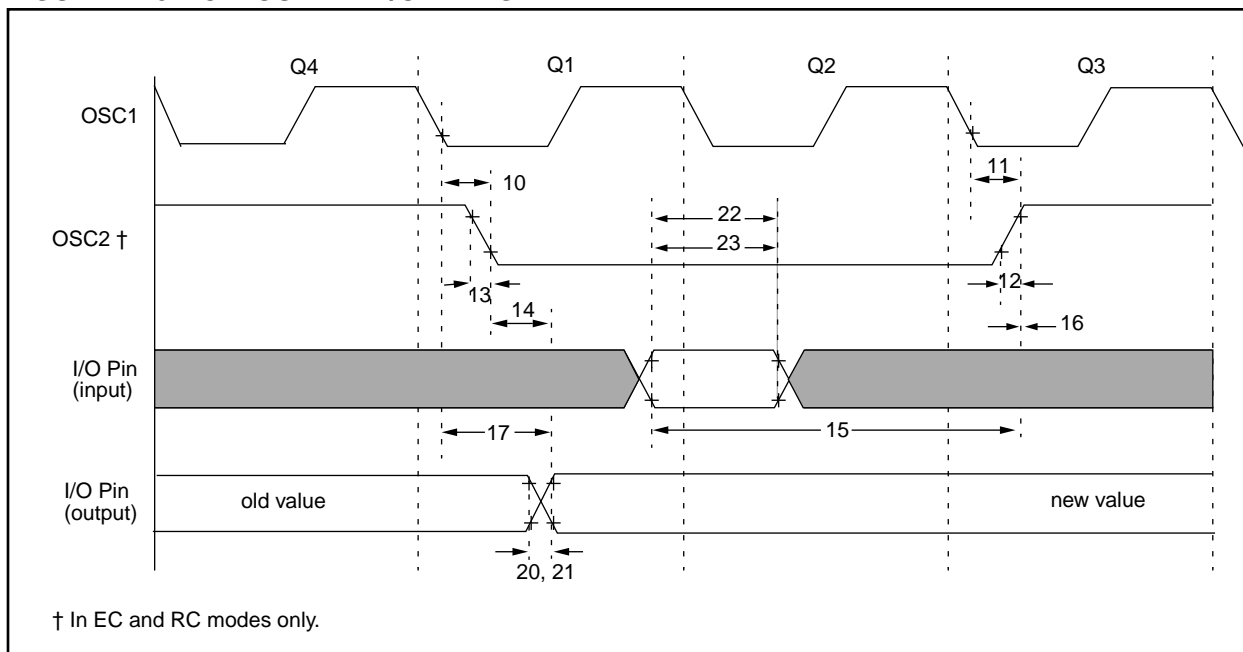 Q4 Q1 Q2 Q3
OSC1
11
10
22
OSC2 †
23
13
12
14
16
I/O Pin
(input)
17
15
I/O Pin
(output)
old value
new value
20, 21
† In EC and RC modes only.